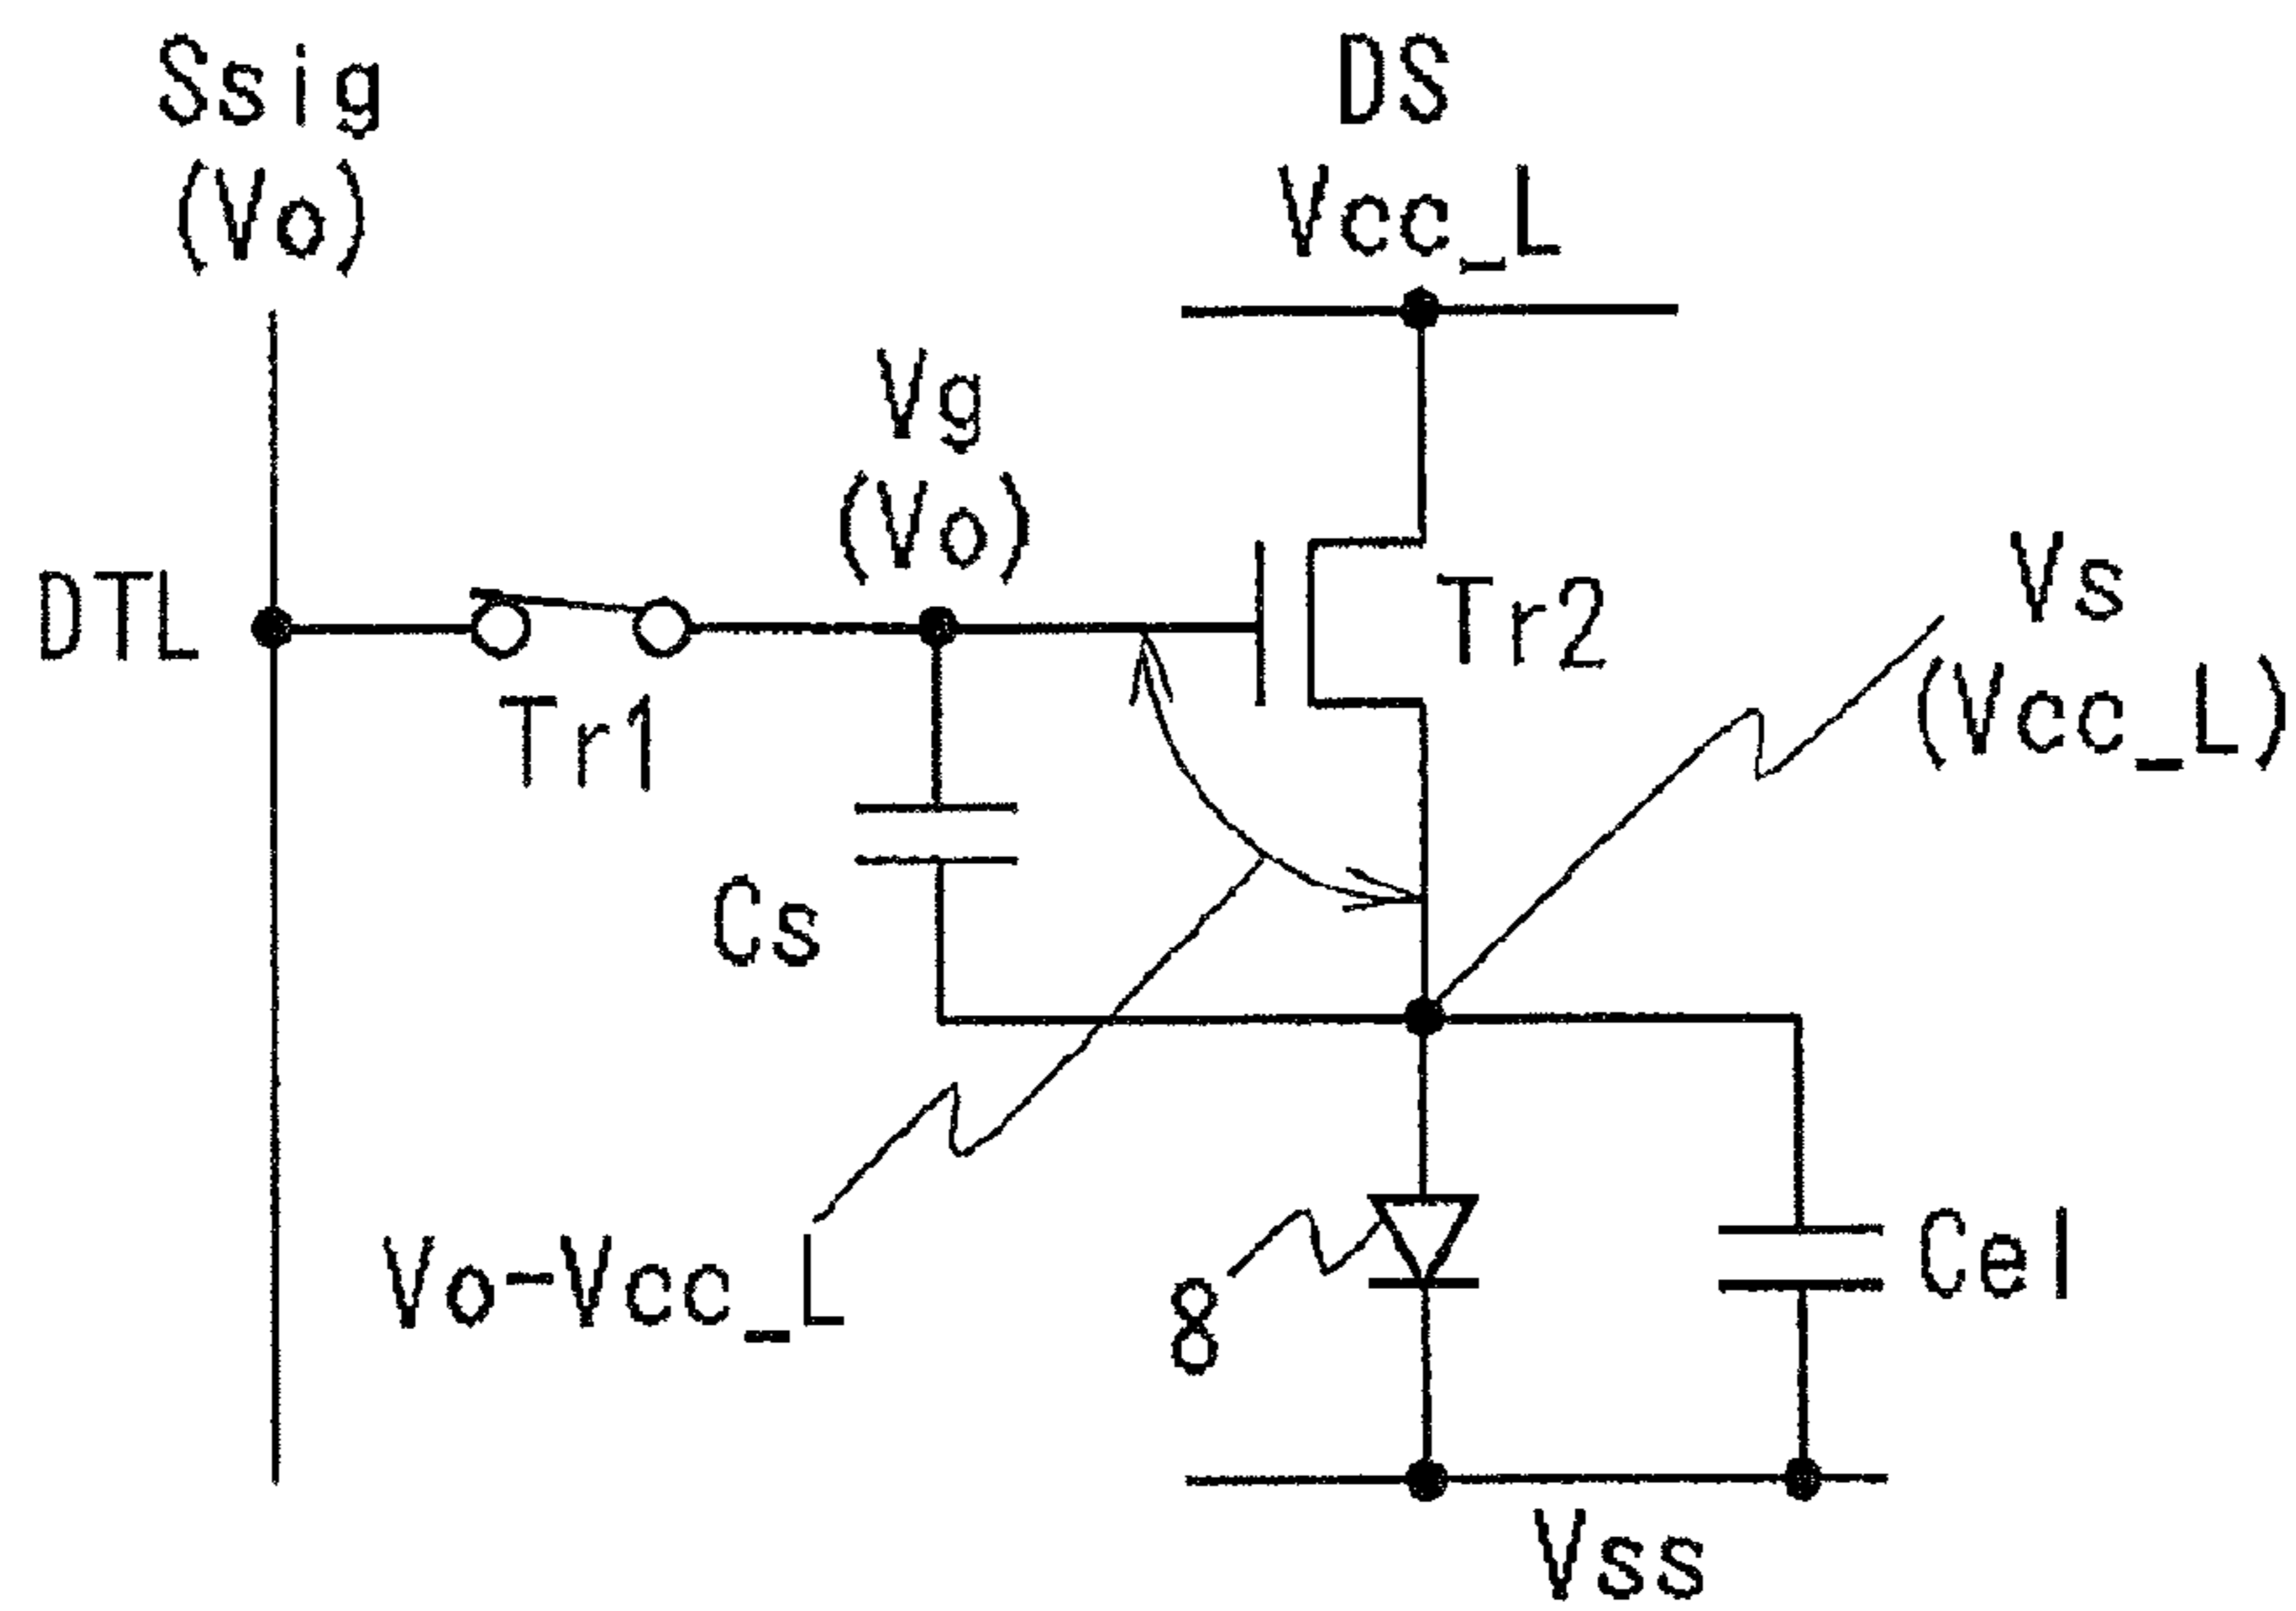 Ssig
(Vo)
DS
Vcc_L
Vg
(Vo)
DTL
Tr1
Tr2
Vs
(Vcc_L)
Cs
Vo-Vcc_L
8
Cel
Vss